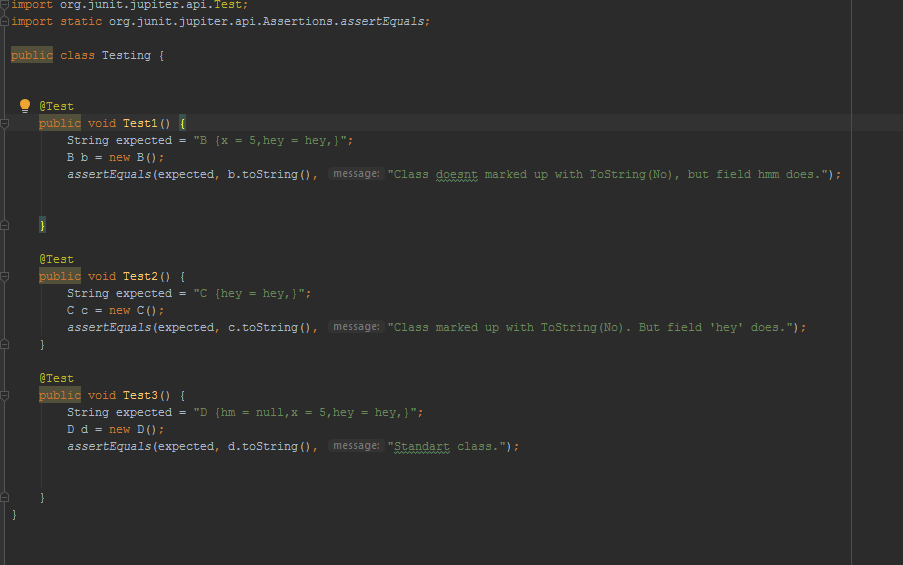 import org.junit.jupiter.api.Test;
import static org.junit.jupiter.api.Assertions.assertEquals;
public class Testing {
@Test
public void Test1() {
String expected = "B {x = 5,hey = hey,}";
B b = new B();
assertEquals(expected, b.toString(), message: "Class doesnt marked up with ToString(No), but field hmm does.");
}
@Test
public void Test2() {
String expected = "C {hey = hey,}";
C c = new C();
assertEquals(expected, c.toString(), message: "Class marked up with ToString(No). But field 'hey' does.");
}
@Test
public void Test3() {
String expected = "D {hm = null,x = 5,hey = hey,}";
D d = new D();
assertEquals(expected, d.toString(), message: "Standart class.");
}
}